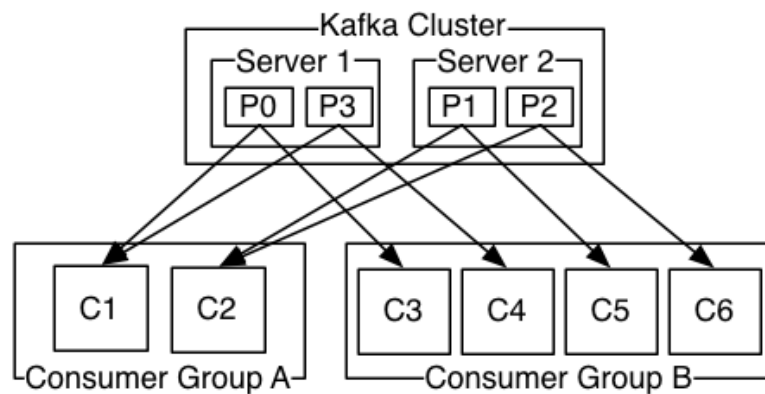 Kafka Cluster
Server 1 Server 2
P0 P3 P1 P2
C1 C2 C3 C4 C5 C6
Consumer Group A Consumer Group B